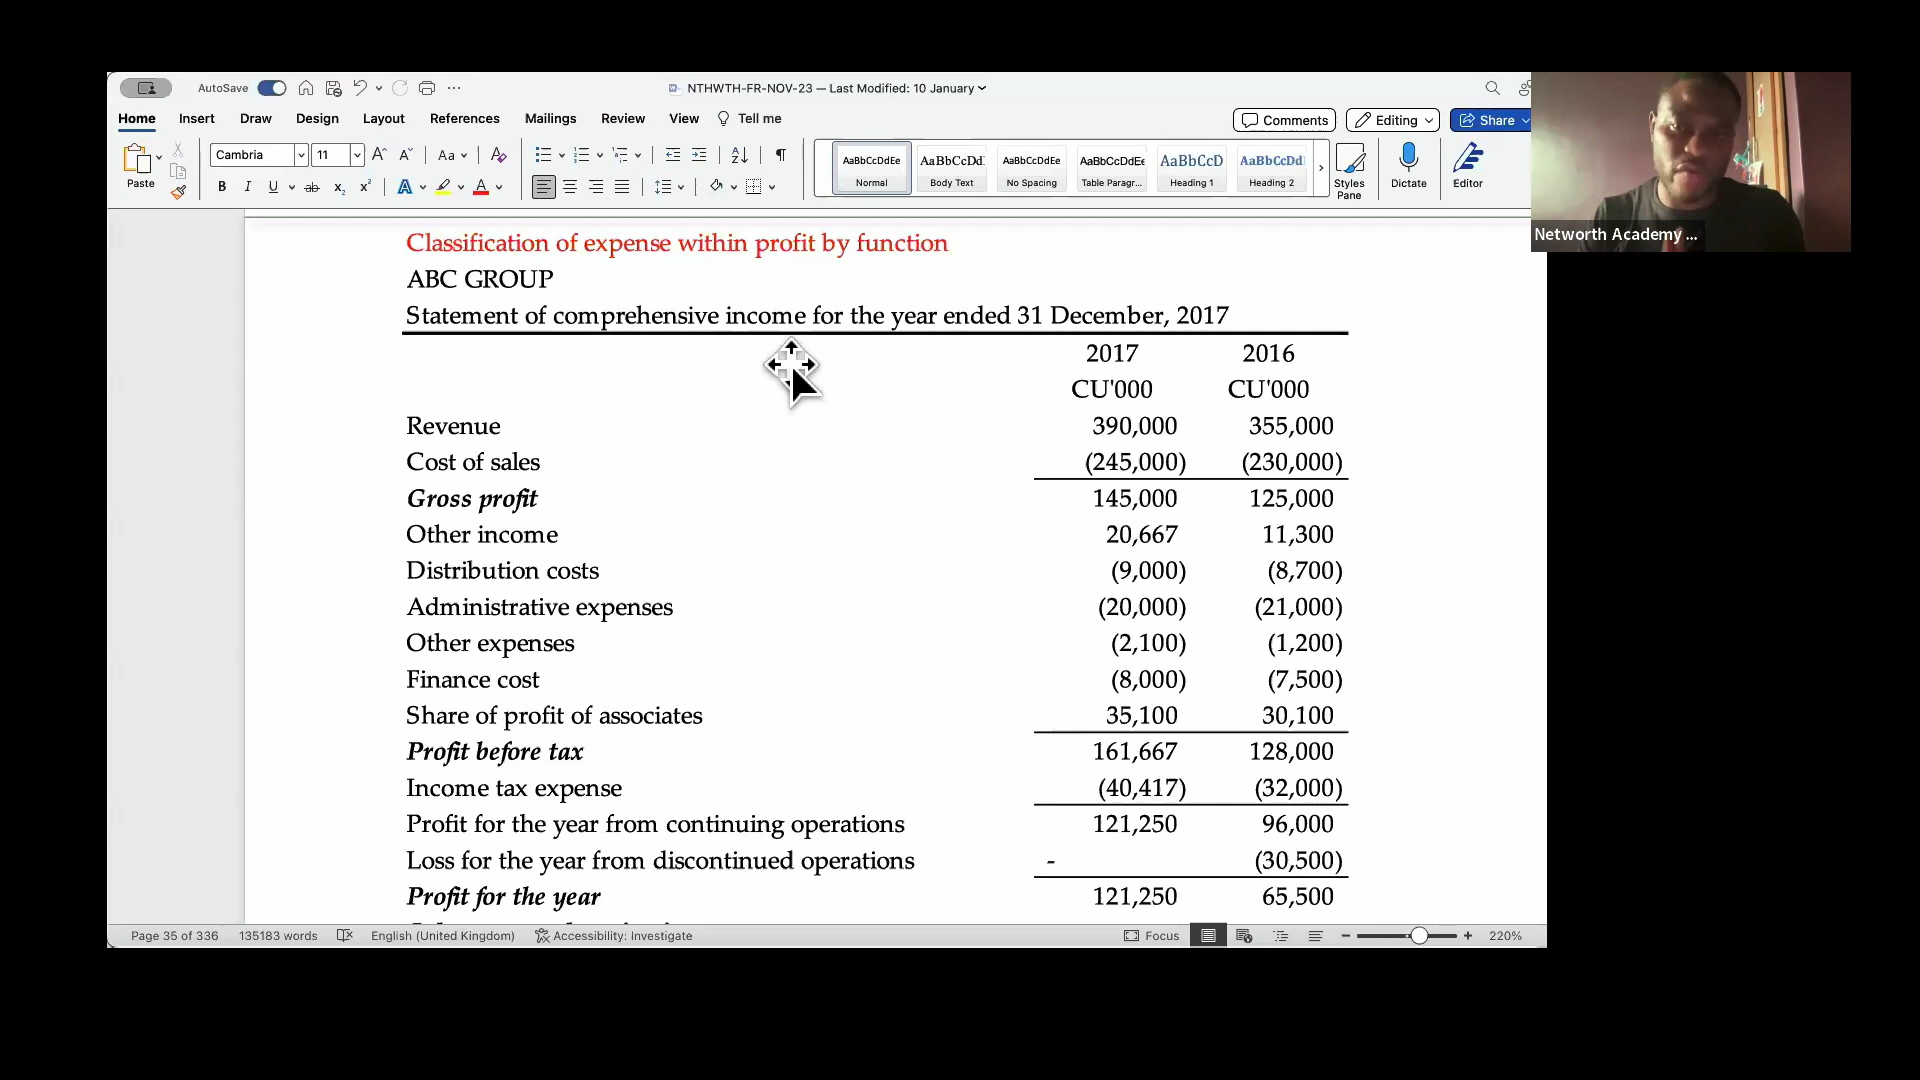 AutoSave
NTHWTH-FR-NOV-23 — Last Modified: 10 January
Home Insert Draw Design Layout References Mailings Review View Tell me
Comments Editing Share
Paste
Cambria 11
AaBbCcDdEe AaBbCcDd AaBbCcDdEe AaBbCcDdEe AaBbCcD AaBbCcDd
Normal Body Text No Spacing Table Paragr... Heading 1 Heading 2
Styles Pane
Dictate
Editor
Networth Academy ...
Classification of expense within profit by function
ABC GROUP
Statement of comprehensive income for the year ended 31 December, 2017
2017 2016
CU'000 CU'000
Revenue 390,000 355,000
Cost of sales (245,000) (230,000)
Gross profit 145,000 125,000
Other income 20,667 11,300
Distribution costs (9,000) (8,700)
Administrative expenses (20,000) (21,000)
Other expenses (2,100) (1,200)
Finance cost (8,000) (7,500)
Share of profit of associates 35,100 30,100
Profit before tax 161,667 128,000
Income tax expense (40,417) (32,000)
Profit for the year from continuing operations 121,250 96,000
Loss for the year from discontinued operations - (30,500)
Profit for the year 121,250 65,500
Page 35 of 336 135183 words English (United Kingdom) Accessibility: Investigate Focus 220%